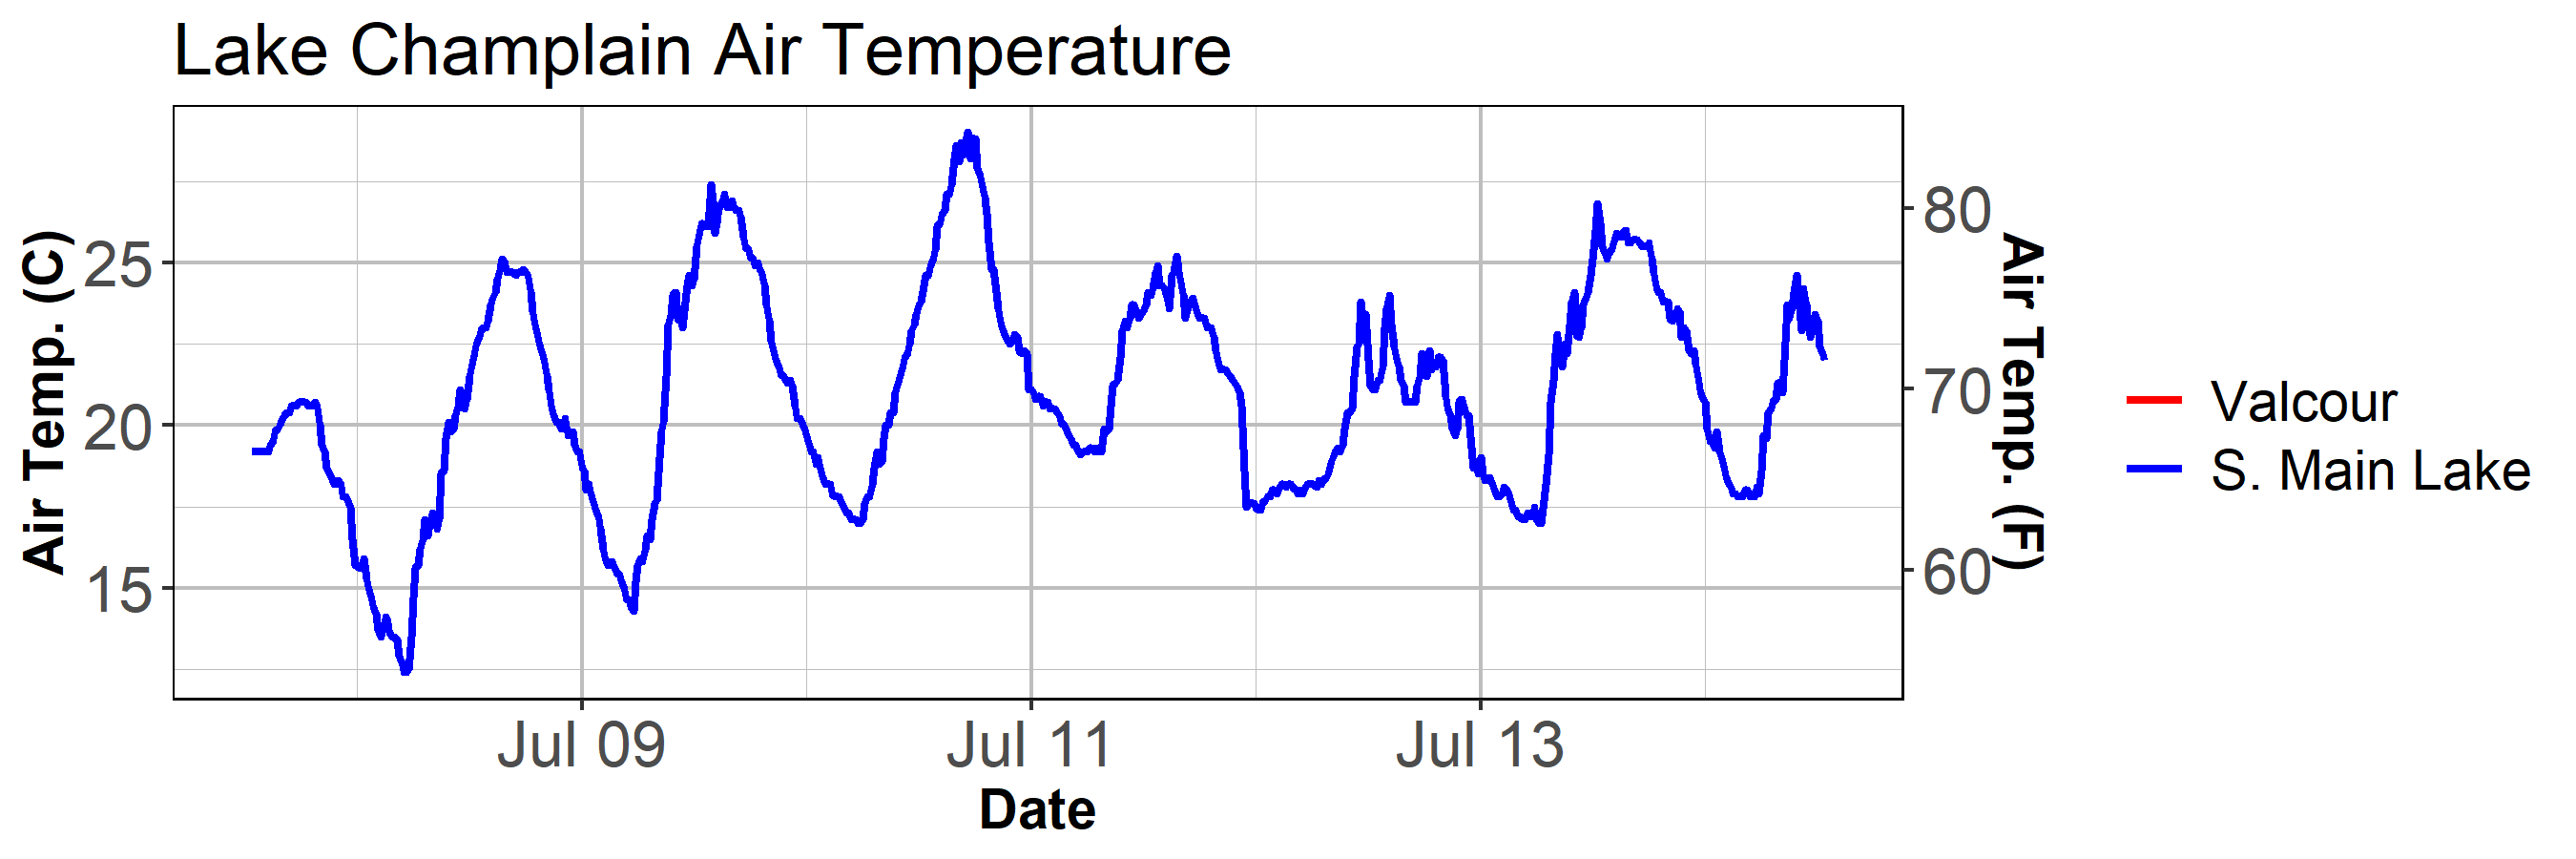 Lake Champlain Air Temperature
Air Temp. (C)
25
20
15
80
70
60
Air Temp. (F)
Jul 09
Jul 11
Jul 13
Date
Valcour
S. Main Lake